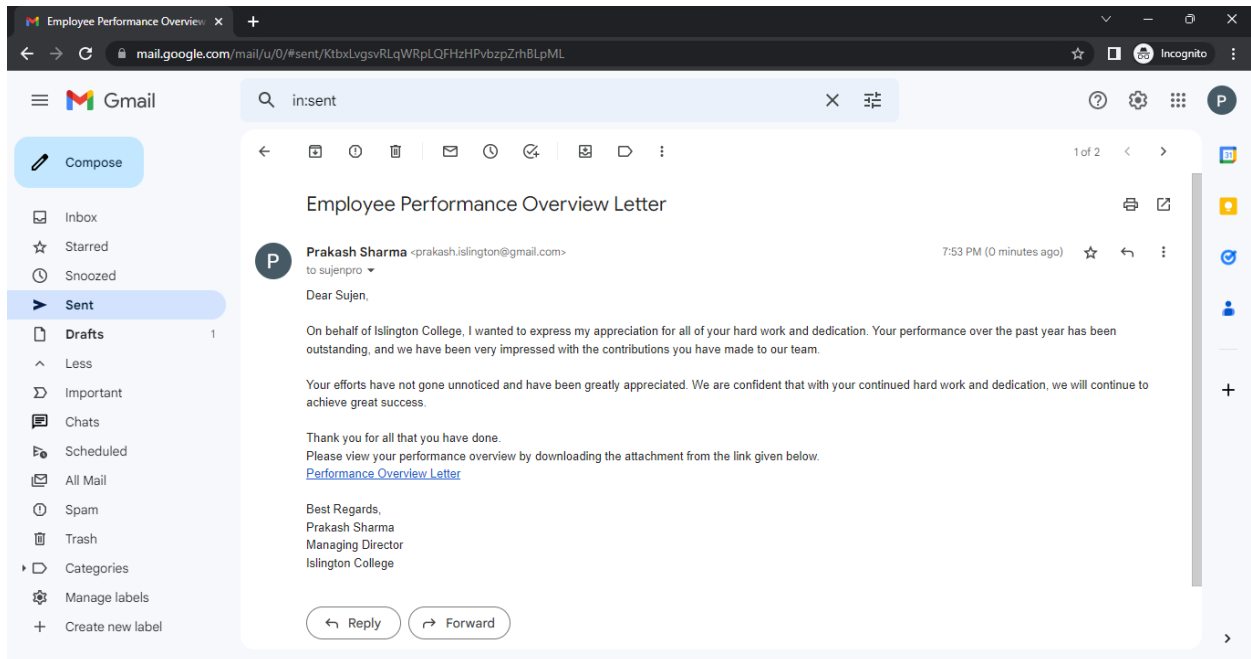 Employee Performance Overview
mail.google.com/mail/u/0/#sent/KtbxLvgsvRLqWRpLQFHzHPvbzpZrhBLpML
Incognito
Gmail
in:sent
P
Compose
1 of 2
31
Inbox
Starred
Snoozed
Sent
Drafts 1
Less
Important
Chats
Scheduled
All Mail
Spam
Trash
Categories
Manage labels
Create new label
Employee Performance Overview Letter
P
Prakash Sharma <prakash.islington@gmail.com>
7:53 PM (0 minutes ago)
to sujenpro
Dear Sujen,
On behalf of Islington College, I wanted to express my appreciation for all of your hard work and dedication. Your performance over the past year has been
outstanding, and we have been very impressed with the contributions you have made to our team.
Your efforts have not gone unnoticed and have been greatly appreciated. We are confident that with your continued hard work and dedication, we will continue to
achieve great success.
Thank you for all that you have done.
Please view your performance overview by downloading the attachment from the link given below.
Performance Overview Letter
Best Regards,
Prakash Sharma
Managing Director
Islington College
Reply
Forward